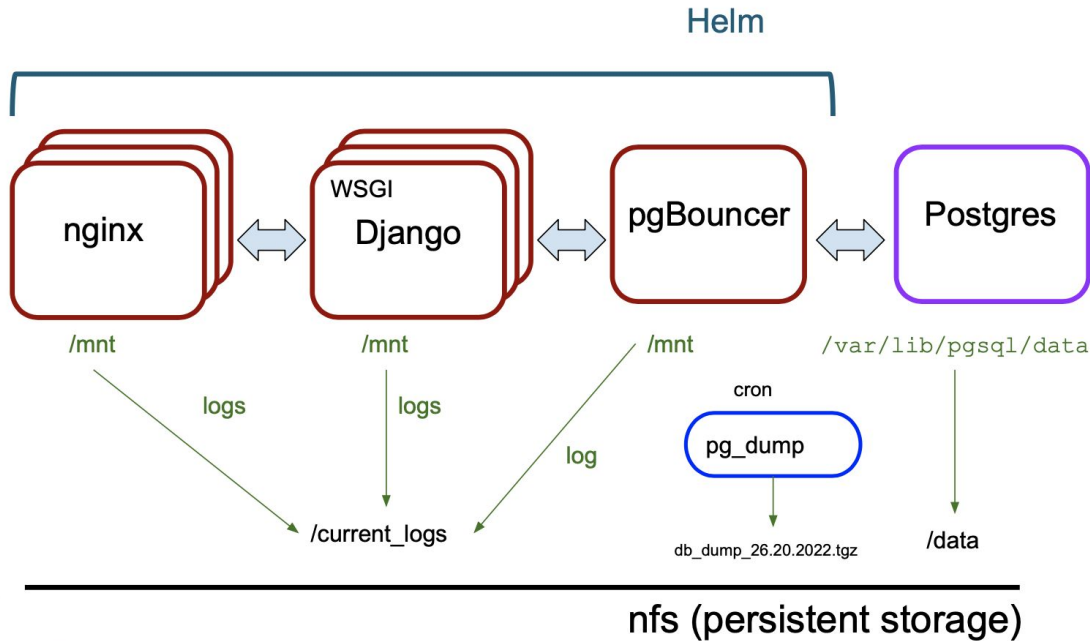 Helm
nginx
WSGI
Django
pgBouncer
Postgres
/mnt
/mnt
/mnt
/var/lib/pgsql/data
logs
logs
log
cron
pg_dump
/current_logs
db_dump_26.20.2022.tgz
/data
nfs (persistent storage)